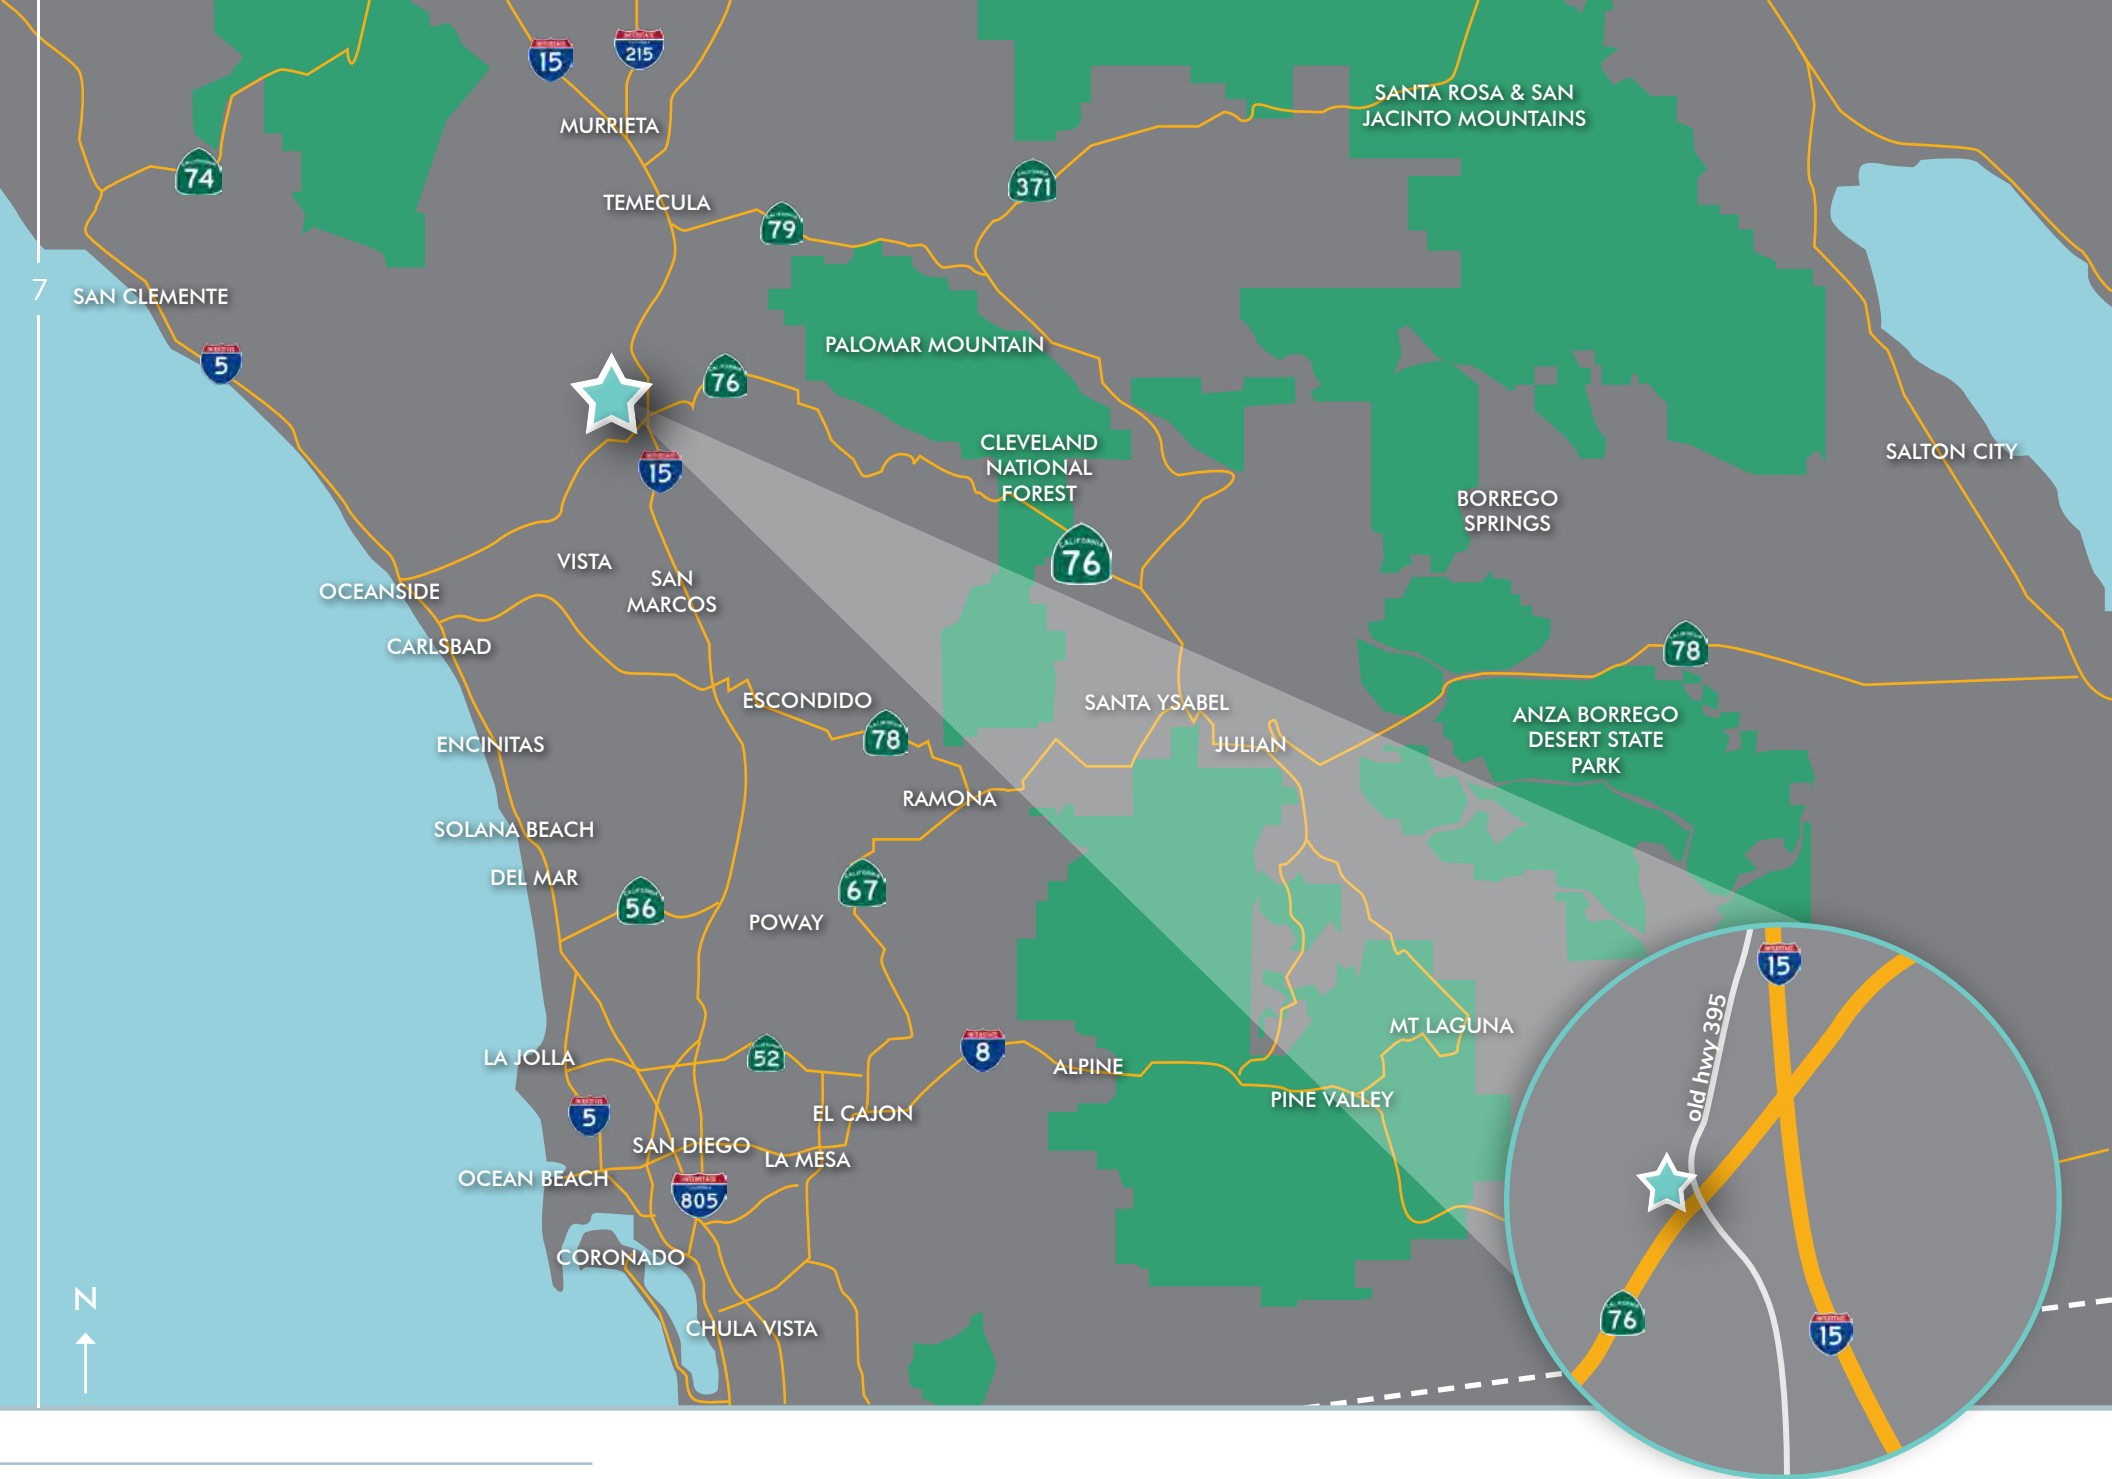 15
215
MURRIETA
SANTA ROSA & SAN
JACINTO MOUNTAINS
74
371
TEMECULA
79
7
SAN CLEMENTE
5
PALOMAR MOUNTAIN
76
CLEVELAND
NATIONAL
FOREST
SALTON CITY
15
BORREGO
SPRINGS
CALIFORNIA
76
VISTA
SAN
MARCOS
OCEANSIDE
CARLSBAD
78
ESCONDIDO
SANTA YSABEL
ANZA BORREGO
DESERT STATE
PARK
78
ENCINITAS
JULIAN
RAMONA
SOLANA BEACH
DEL MAR
67
56
POWAY
15
old hwy 395
MT LAGUNA
LA JOLLA
52
8
ALPINE
5
EL CAJON
PINE VALLEY
SAN DIEGO
LA MESA
OCEAN BEACH
805
CORONADO
N
CHULA VISTA
76
15